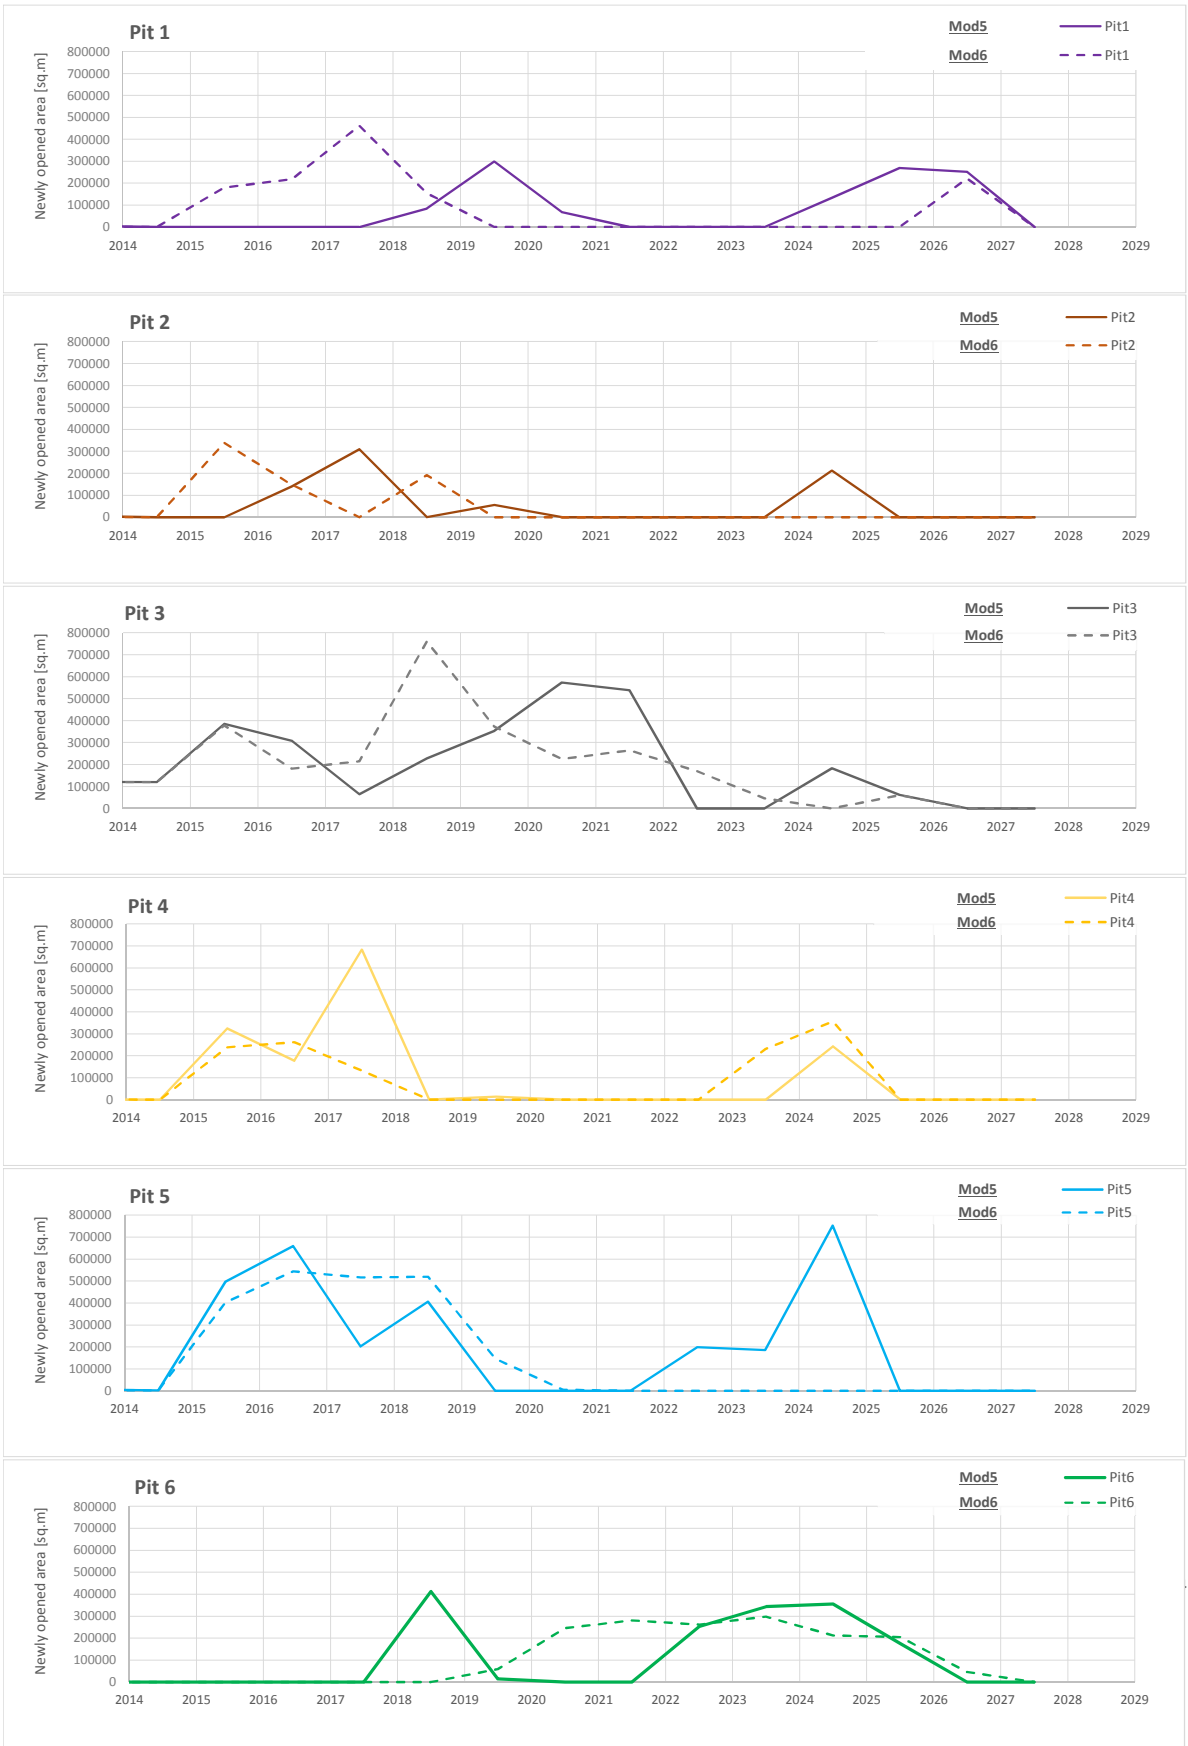 Pit 1
Mod5 Pit1
Mod6 Pit1
Newly opened area [sq.m]
800000
700000
600000
500000
400000
300000
200000
100000
0
2014 2015 2016 2017 2018 2019 2020 2021 2022 2023 2024 2025 2026 2027 2028 2029
Pit 2
Mod5 Pit2
Mod6 Pit2
Newly opened area [sq.m]
800000
700000
600000
500000
400000
300000
200000
100000
0
2014 2015 2016 2017 2018 2019 2020 2021 2022 2023 2024 2025 2026 2027 2028 2029
Pit 3
Mod5 Pit3
Mod6 Pit3
Newly opened area [sq.m]
800000
700000
600000
500000
400000
300000
200000
100000
0
2014 2015 2016 2017 2018 2019 2020 2021 2022 2023 2024 2025 2026 2027 2028 2029
Pit 4
Mod5 Pit4
Mod6 Pit4
Newly opened area [sq.m]
800000
700000
600000
500000
400000
300000
200000
100000
0
2014 2015 2016 2017 2018 2019 2020 2021 2022 2023 2024 2025 2026 2027 2028 2029
Pit 5
Mod5 Pit5
Mod6 Pit5
Newly opened area [sq.m]
800000
700000
600000
500000
400000
300000
200000
100000
0
2014 2015 2016 2017 2018 2019 2020 2021 2022 2023 2024 2025 2026 2027 2028 2029
Pit 6
Mod5 Pit6
Mod6 Pit6
Newly opened area [sq.m]
800000
700000
600000
500000
400000
300000
200000
100000
0
2014 2015 2016 2017 2018 2019 2020 2021 2022 2023 2024 2025 2026 2027 2028 2029